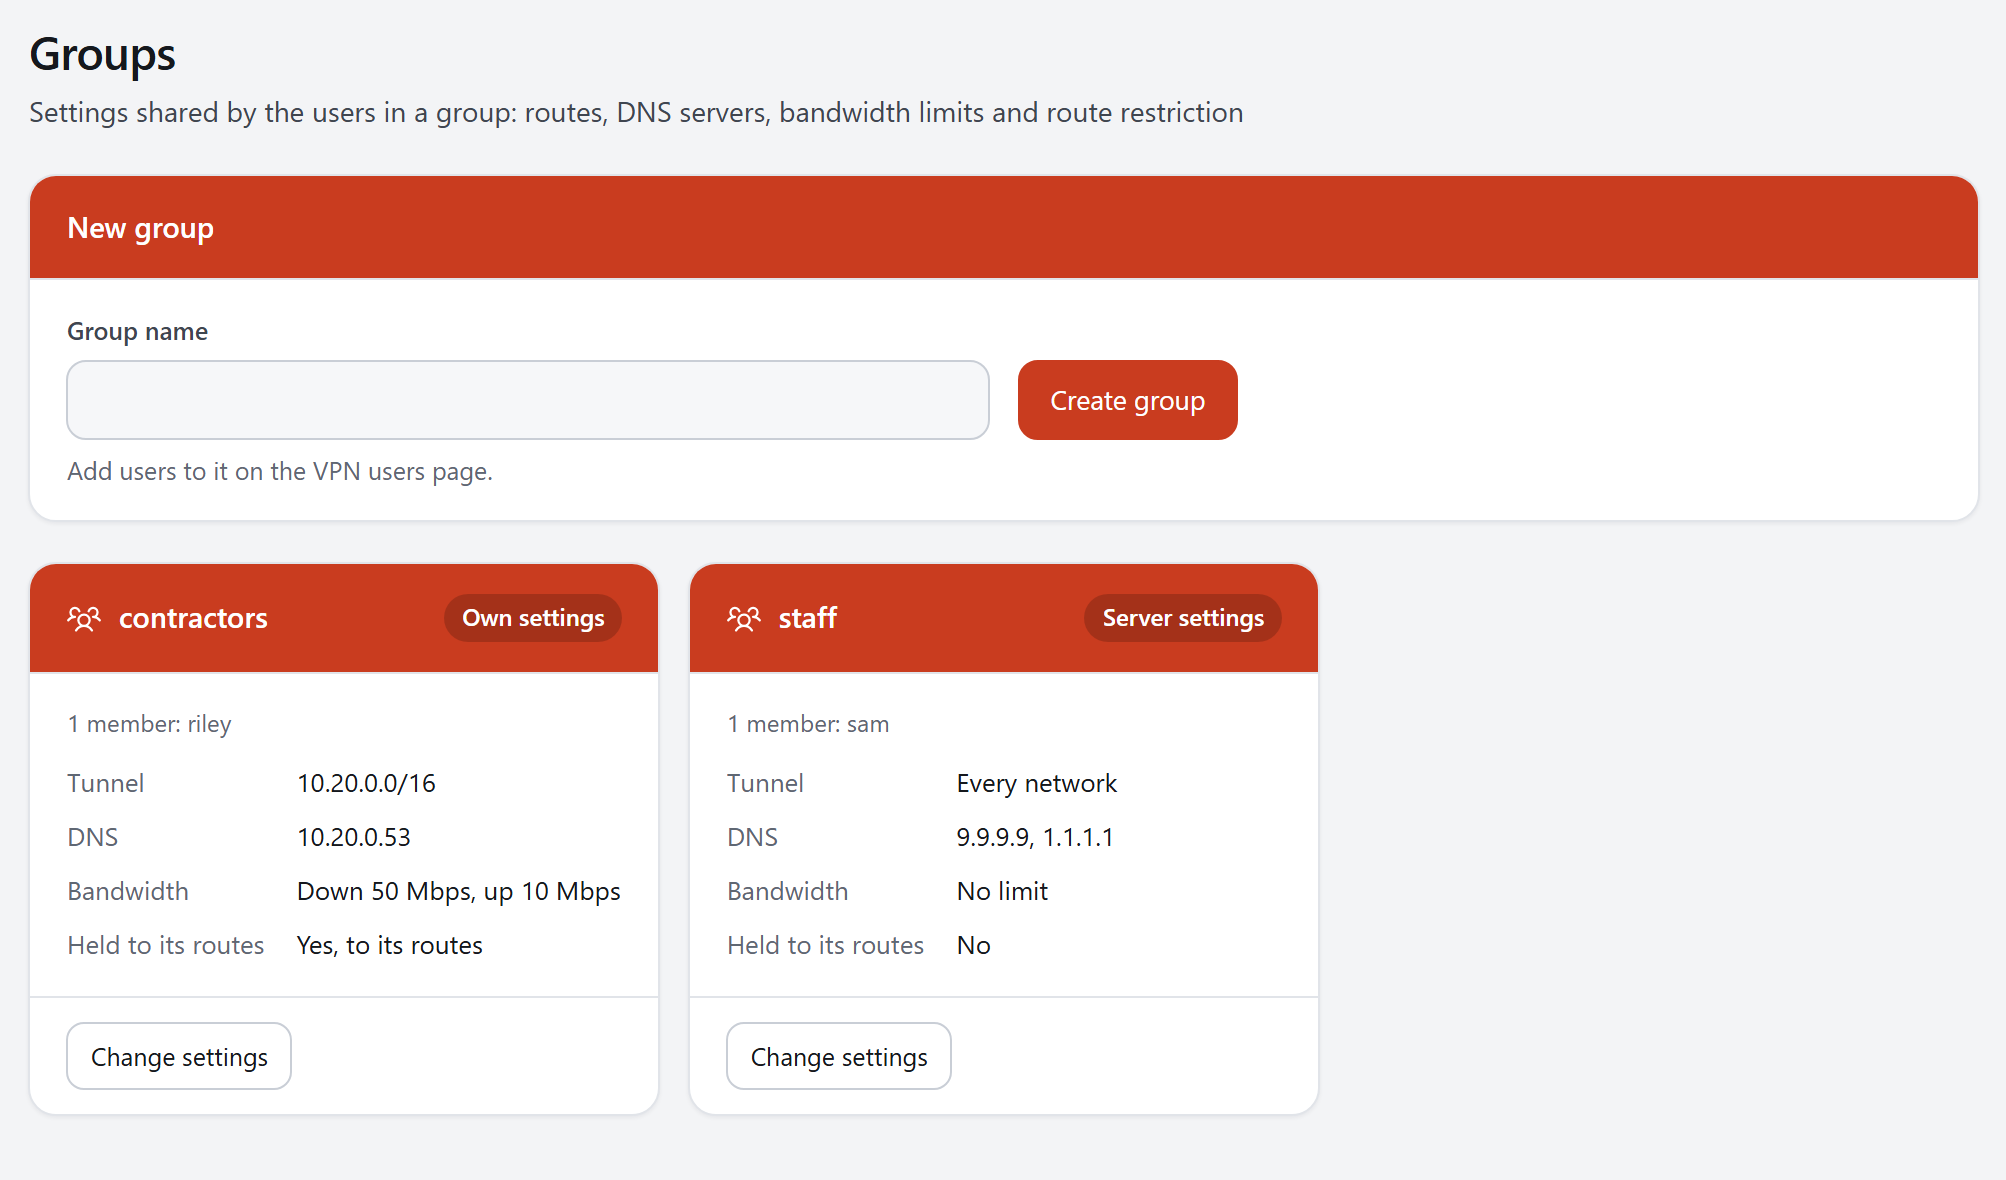 Groups
Settings shared by the users in a group: routes, DNS servers, bandwidth limits and route restriction
New group
Group name
Create group
Add users to it on the VPN users page.
contractors
Own settings
1 member: riley
Tunnel 10.20.0.0/16
DNS 10.20.0.53
Bandwidth Down 50 Mbps, up 10 Mbps
Held to its routes Yes, to its routes
Change settings
staff
Server settings
1 member: sam
Tunnel Every network
DNS 9.9.9.9, 1.1.1.1
Bandwidth No limit
Held to its routes No
Change settings